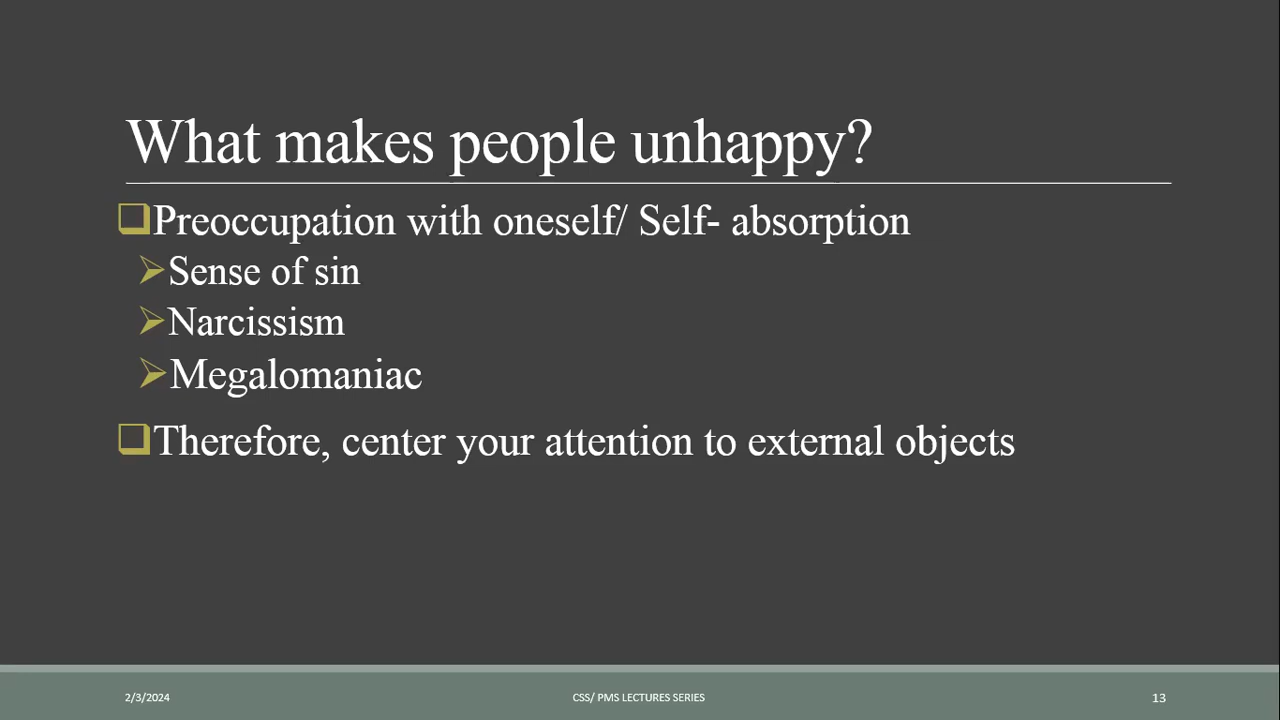 What makes people unhappy?
Preoccupation with oneself/ Self- absorption
Sense of sin
Narcissism
Megalomaniac
Therefore, center your attention to external objects
2/3/2024
CSS/ PMS LECTURES SERIES
13